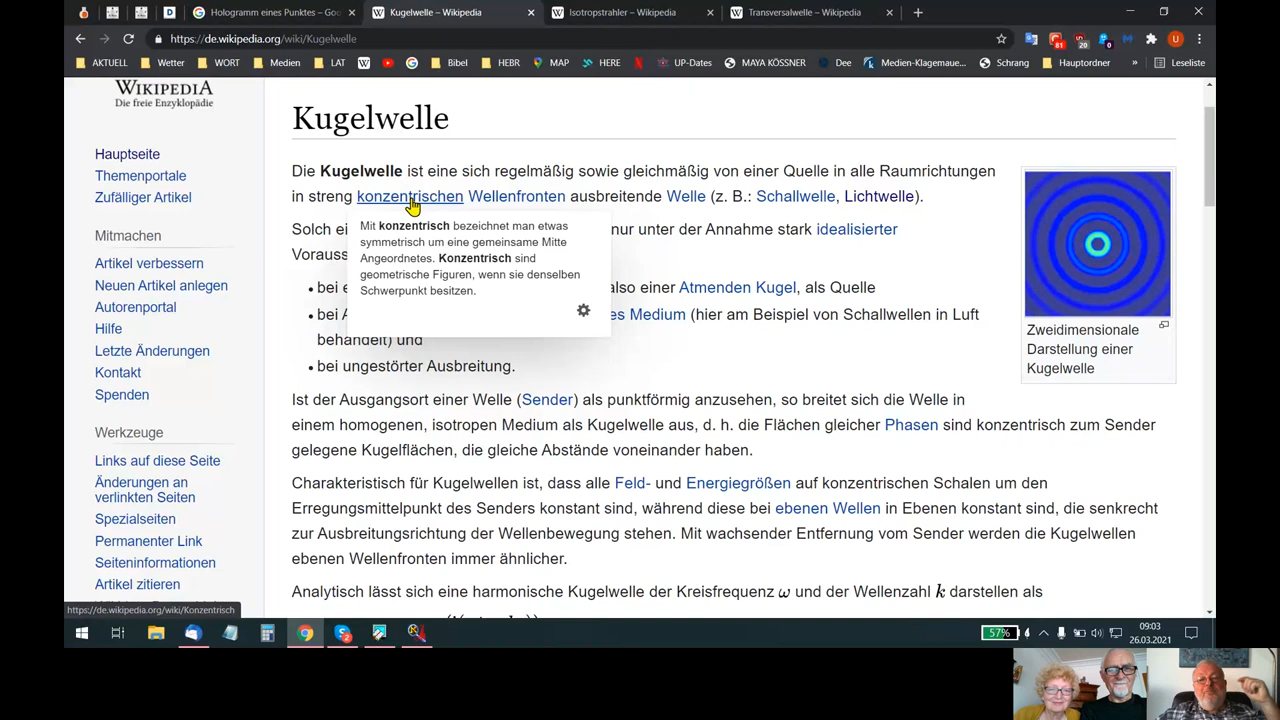 Hologramm eines Punktes – Goo
Kugelwelle – Wikipedia
Isotropstrahler – Wikipedia
Transversalwelle – Wikipedia
https://de.wikipedia.org/wiki/Kugelwelle
81
20
0
U
AKTUELL
Wetter
WORT
Medien
LAT
Bibel
HEBR
MAP
HERE
UP-Dates
MAYA KÖSSNER
Dee
Medien-Klagemaue...
Schrang
Hauptordner
»
Leseliste
WIKIPEDIA
Die freie Enzyklopädie
Hauptseite
Themenportale
Zufälliger Artikel
Mitmachen
Artikel verbessern
Neuen Artikel anlegen
Autorenportal
Hilfe
Letzte Änderungen
Kontakt
Spenden
Werkzeuge
Links auf diese Seite
Änderungen an
verlinkten Seiten
Spezialseiten
Permanenter Link
Seiteninformationen
Artikel zitieren
https://de.wikipedia.org/wiki/Konzentrisch
Kugelwelle
Die Kugelwelle ist eine sich regelmäßig sowie gleichmäßig von einer Quelle in alle Raumrichtungen
in streng konzentrischen Wellenfronten ausbreitende Welle (z. B.: Schallwelle, Lichtwelle).
Solch ei
nur unter der Annahme stark idealisierter
Vorauss
Mit konzentrisch bezeichnet man etwas
symmetrisch um eine gemeinsame Mitte
Angeordnetes. Konzentrisch sind
geometrische Figuren, wenn sie denselben
Schwerpunkt besitzen.
• bei e
also einer Atmenden Kugel, als Quelle
• bei A
es Medium (hier am Beispiel von Schallwellen in Luft
behandelt) und
• bei ungestörter Ausbreitung.
Zweidimensionale
Darstellung einer
Kugelwelle
Ist der Ausgangsort einer Welle (Sender) als punktförmig anzusehen, so breitet sich die Welle in
einem homogenen, isotropen Medium als Kugelwelle aus, d. h. die Flächen gleicher Phasen sind konzentrisch zum Sender
gelegene Kugelflächen, die gleiche Abstände voneinander haben.
Charakteristisch für Kugelwellen ist, dass alle Feld- und Energiegrößen auf konzentrischen Schalen um den
Erregungsmittelpunkt des Senders konstant sind, während diese bei ebenen Wellen in Ebenen konstant sind, die senkrecht
zur Ausbreitungsrichtung der Wellenbewegung stehen. Mit wachsender Entfernung vom Sender werden die Kugelwellen
ebenen Wellenfronten immer ähnlicher.
Analytisch lässt sich eine harmonische Kugelwelle der Kreisfrequenz ω und der Wellenzahl k darstellen als
57%
09:03
26.03.2021